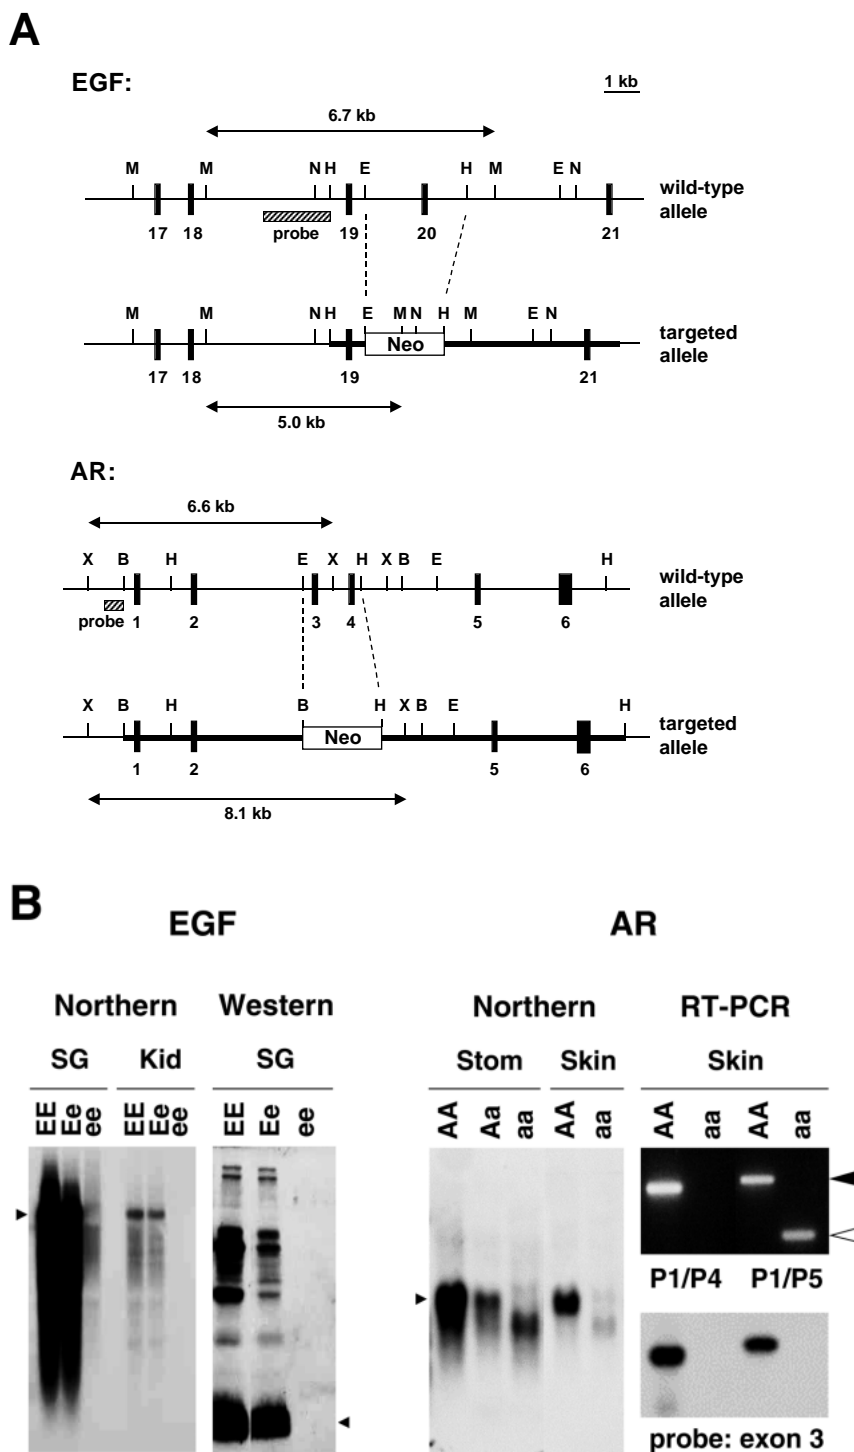 A
EGF:
1 kb
6.7 kb
M M N H E H M E N
wild-type
allele
17 18 probe 19 20 21
M M N H E M N H M E N
Neo
targeted
allele
17 18 19 21
5.0 kb
AR:
6.6 kb
X B H E X H X B E H
wild-type
allele
probe 1 2 3 4 5 6
X B H B H X B E H
Neo
targeted
allele
1 2 5 6
8.1 kb
B
EGF AR
Northern Western Northern RT-PCR
SG Kid SG Stom Skin Skin
EE Ee ee EE Ee ee EE Ee ee AA Aa aa AA aa AA aa AA aa
P1/P4 P1/P5
probe: exon 3